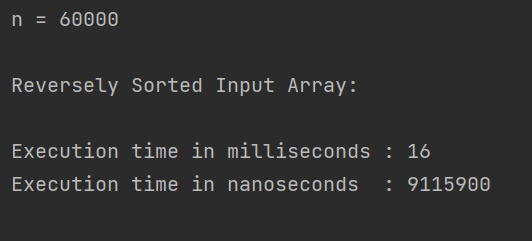 n = 60000
Reversely Sorted Input Array:
Execution time in milliseconds : 16
Execution time in nanoseconds  : 9115900